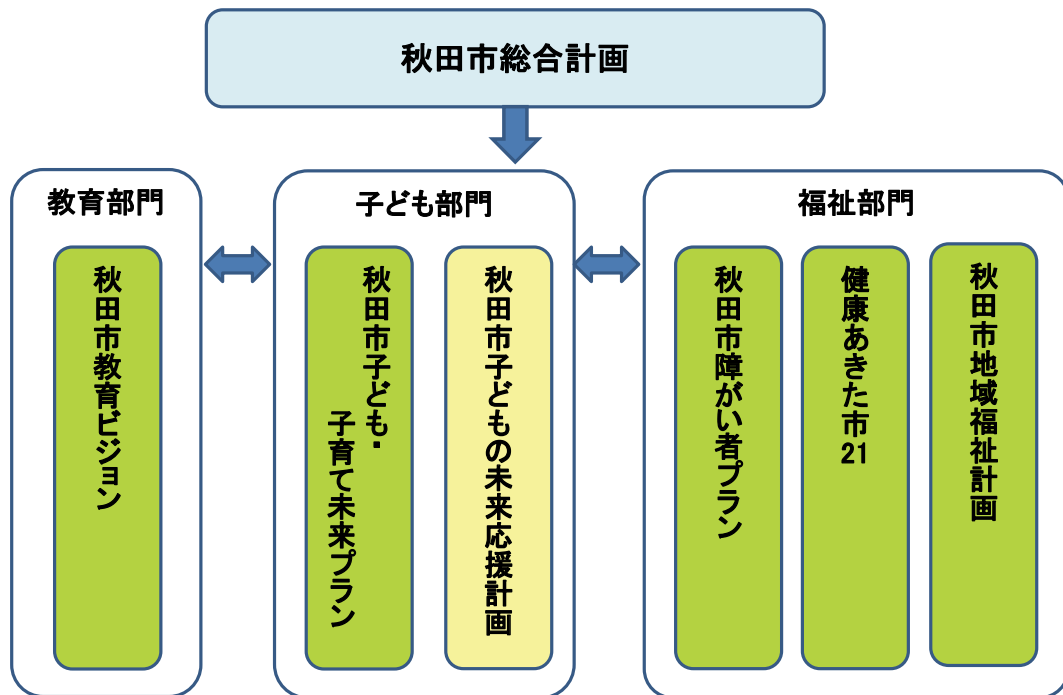 秋田市総合計画
教育部門
秋田市教育ビジョン
子ども部門
秋田市子ども・
子育て未来プラン
秋田市子どもの未来応援計画
福祉部門
秋田市障がい者プラン
健康あきた市21
秋田市地域福祉計画